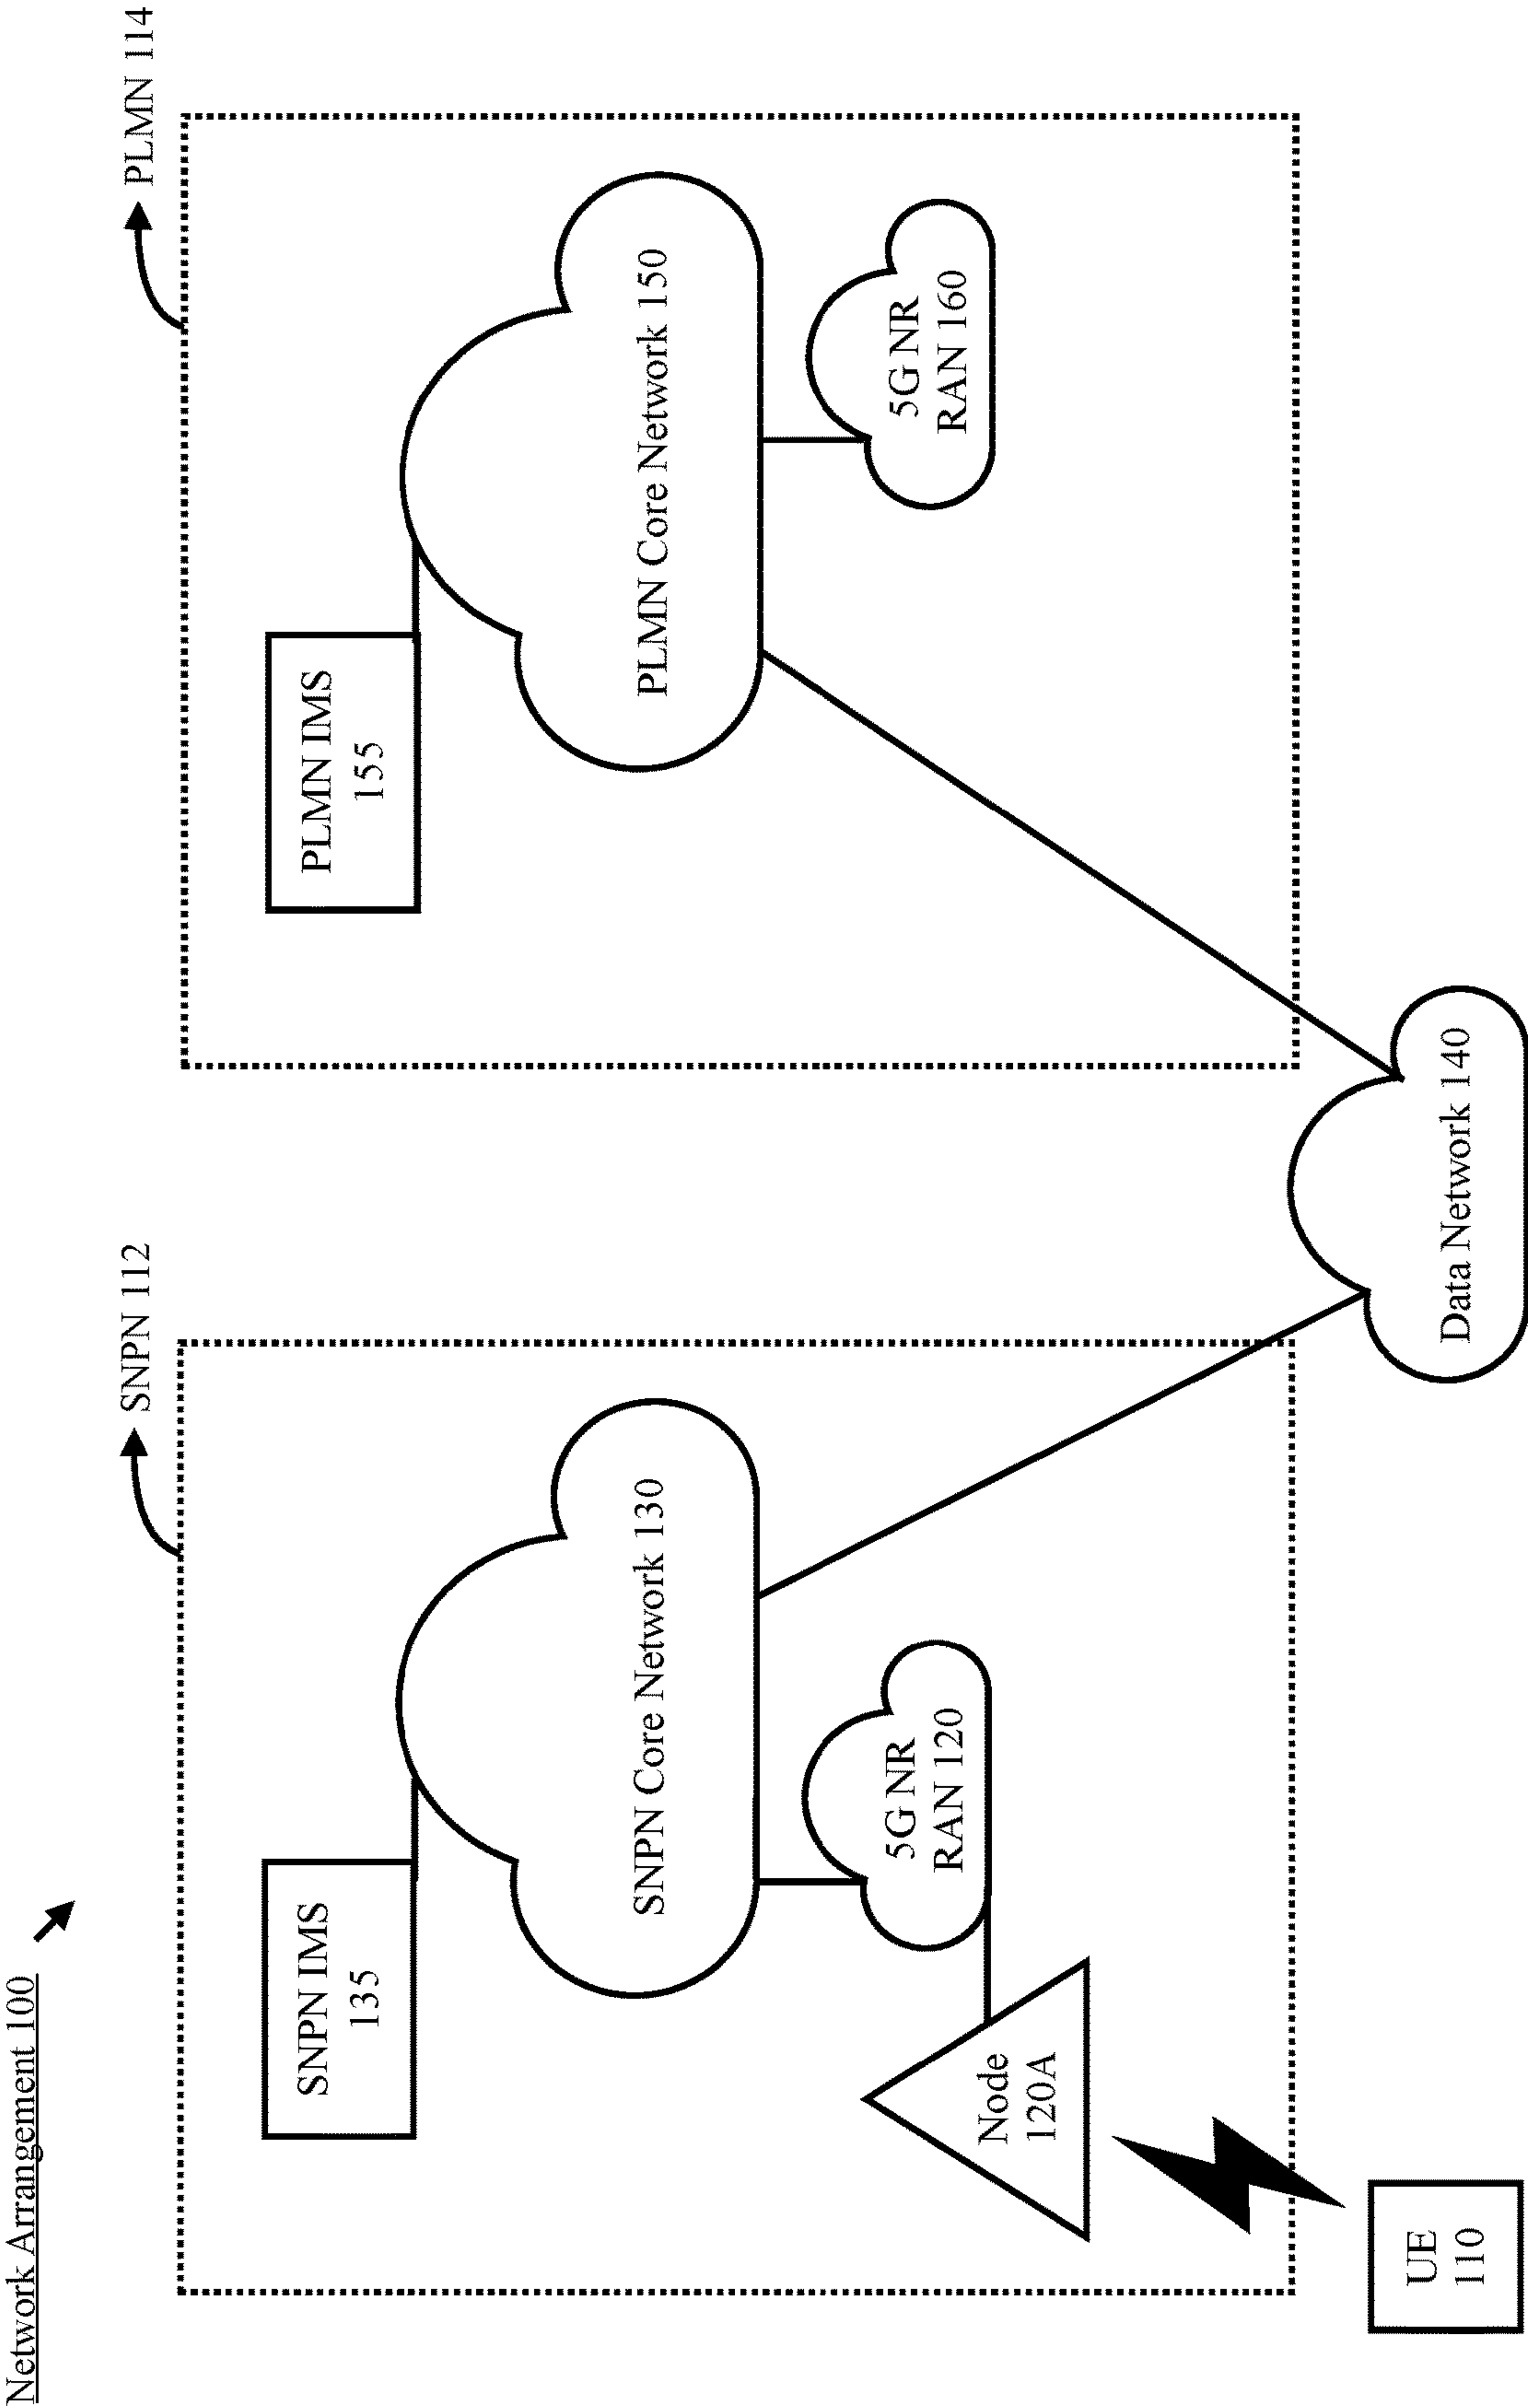 Network Arrangement 100
SNPN 112
PLMN 114
SNPN IMS
135
PLMN IMS
155
SNPN Core Network 130
PLMN Core Network 150
5G NR
RAN 120
5G NR
RAN 160
Node
120A
Data Network 140
UE
110